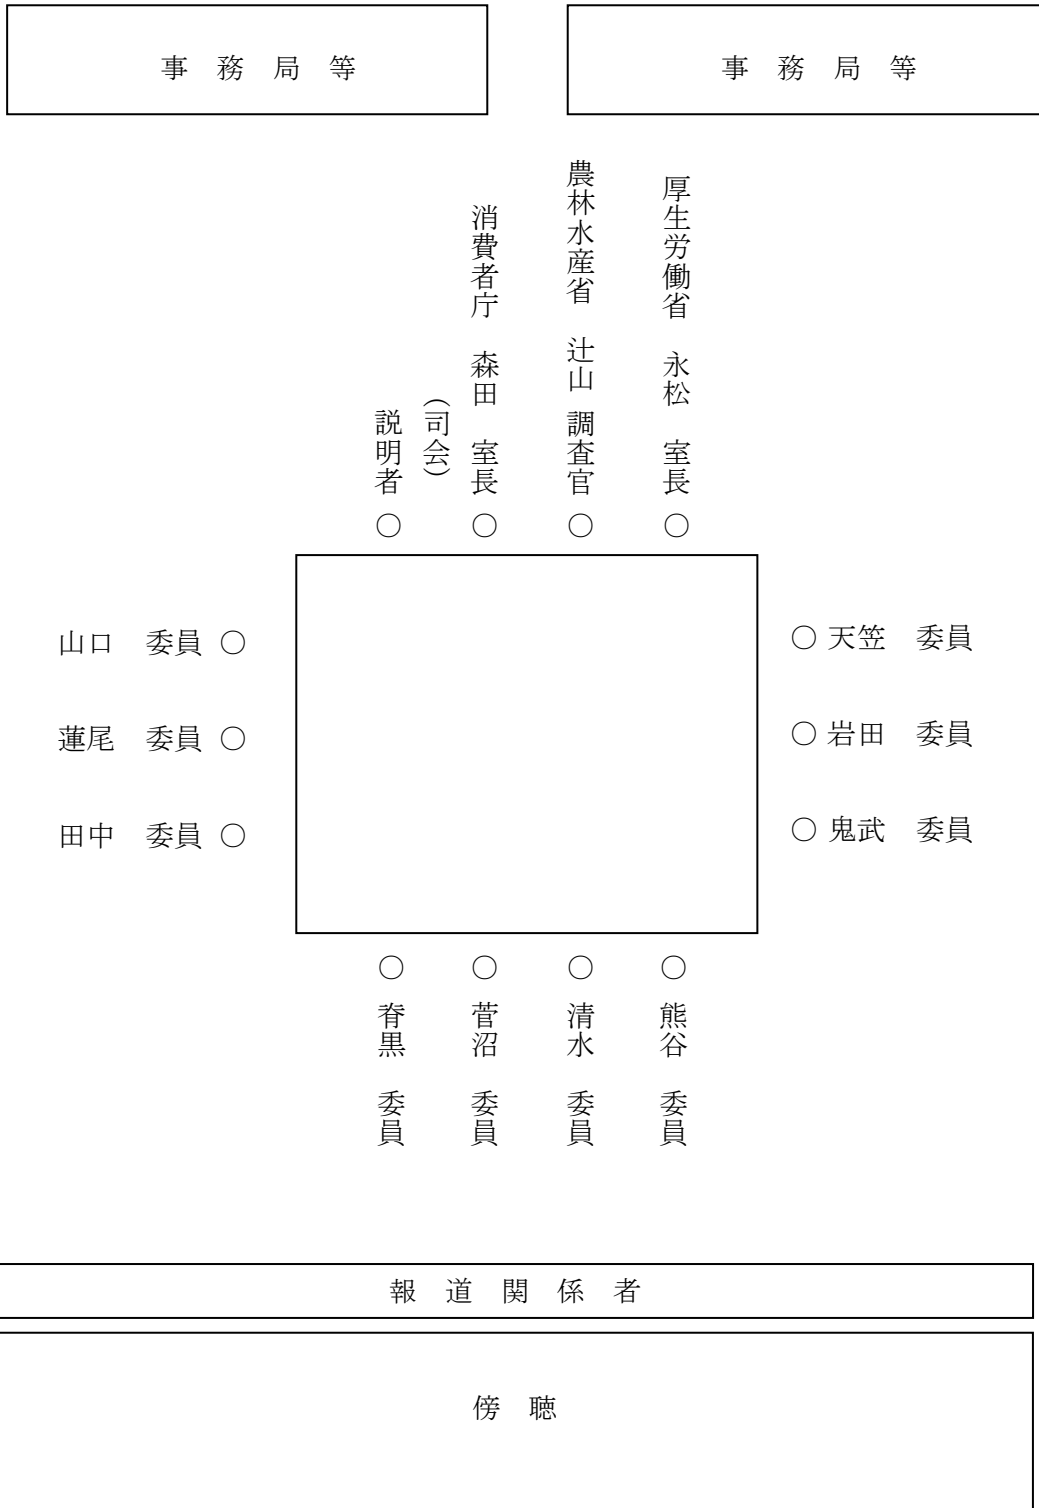 事務局等
事務局等
厚生労働省 永松 室長 ○
農林水産省 辻山 調査官 ○
消費者庁 森田 室長 ○
(司会)
説明者 ○
山口 委員 ○
蓮尾 委員 ○
田中 委員 ○
○ 天笠 委員
○ 岩田 委員
○ 鬼武 委員
○ 熊谷 委員
○ 清水 委員
○ 菅沼 委員
○ 脊黒 委員
報道関係者
傍聴